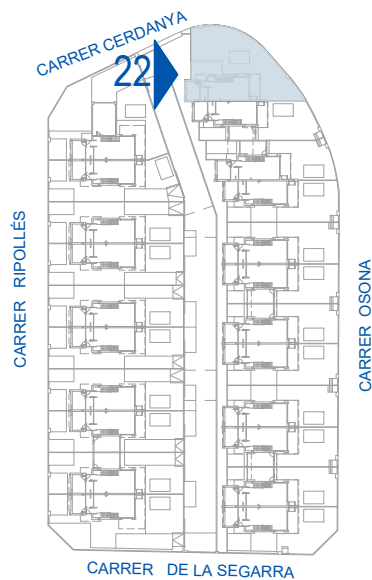 CARRER CERDANYA
22
CARRER RIPOLLÉS
CARRER OSONA
CARRER DE LA SEGARRA